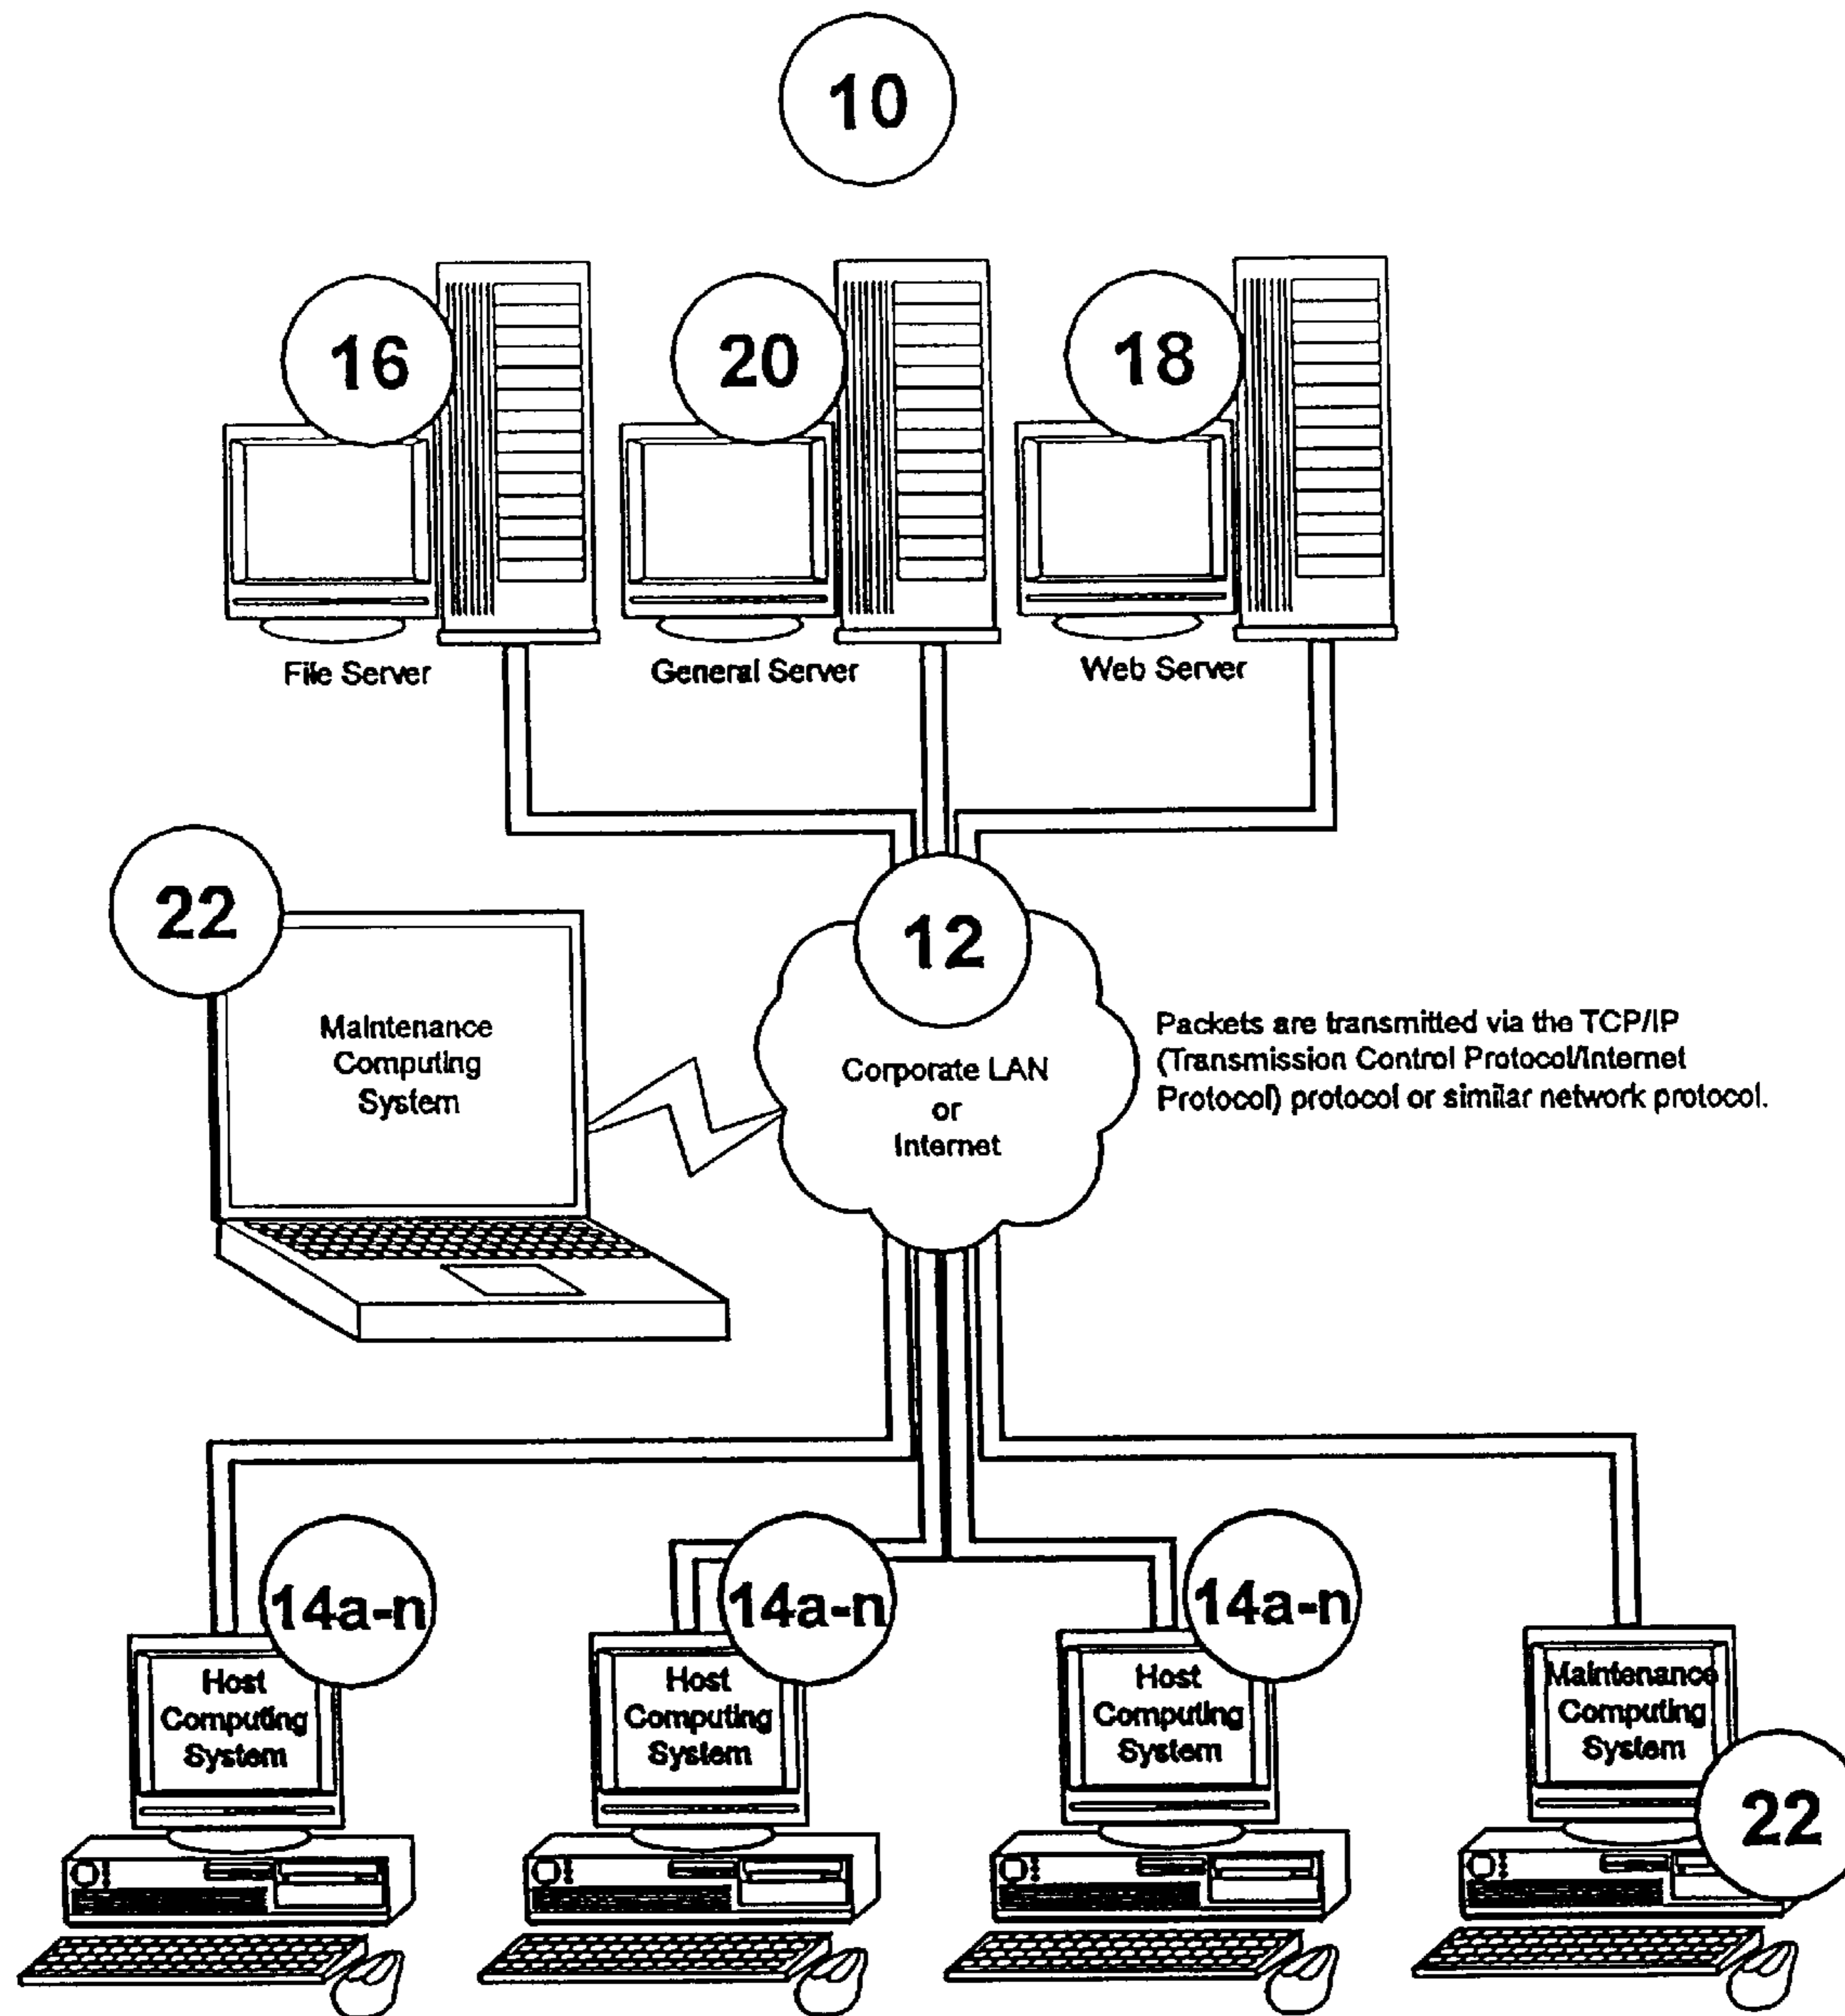 10
16
20
18
File Server
General Server
Web Server
22
Maintenance
Computing
System
12
Corporate LAN
or
Internet
Packets are transmitted via the TCP/IP
(Transmission Control Protocol/Internet
Protocol) protocol or similar network protocol.
14a-n
Host
Computing
System
14a-n
Host
Computing
System
14a-n
Host
Computing
System
Maintenance
Computing
System
22